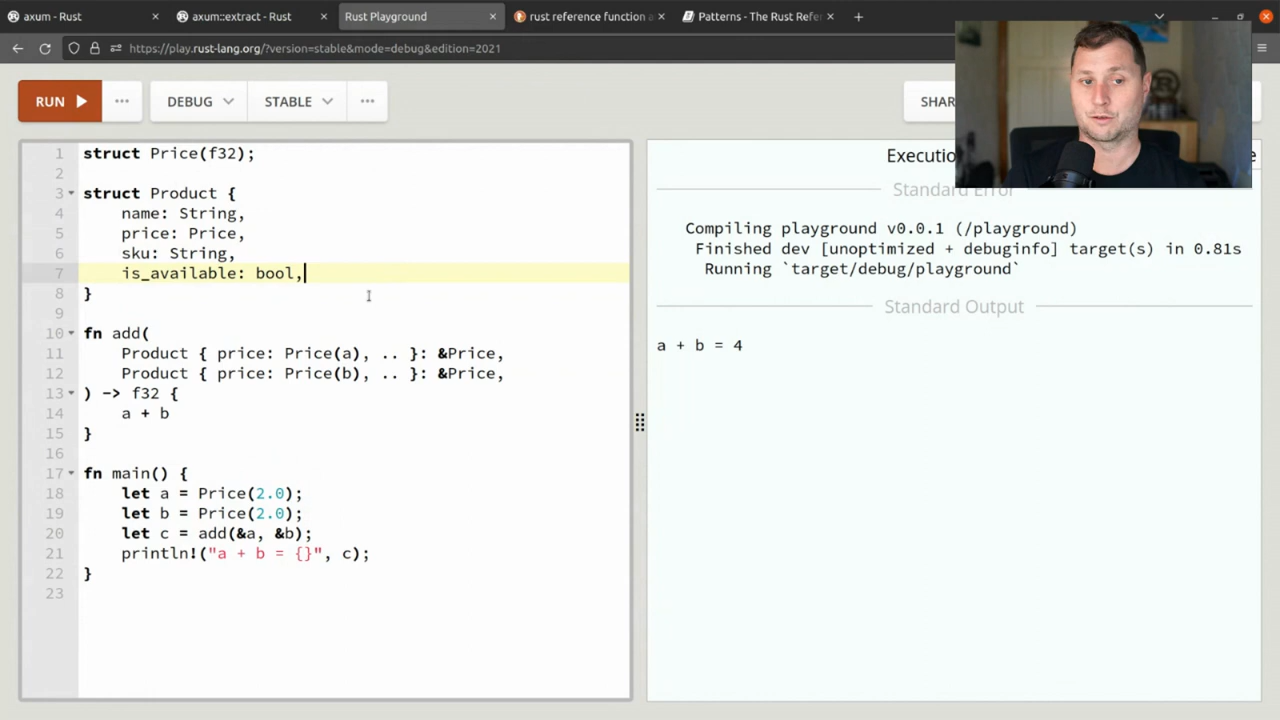 axum - Rust
axum::extract - Rust
Rust Playground
rust reference function a
Patterns - The Rust Refer
https://play.rust-lang.org/?version=stable&mode=debug&edition=2021
RUN
DEBUG
STABLE
SHAR
1 struct Price(f32);
2
3 struct Product {
4 name: String,
5 price: Price,
6 sku: String,
7 is_available: bool,
8 }
9
10 fn add(
11 Product { price: Price(a), .. }: &Price,
12 Product { price: Price(b), .. }: &Price,
13 ) -> f32 {
14 a + b
15 }
16
17 fn main() {
18 let a = Price(2.0);
19 let b = Price(2.0);
20 let c = add(&a, &b);
21 println!("a + b = {}", c);
22 }
23
Executio
Standard Error
Compiling playground v0.0.1 (/playground)
Finished dev [unoptimized + debuginfo] target(s) in 0.81s
Running `target/debug/playground`
Standard Output
a + b = 4